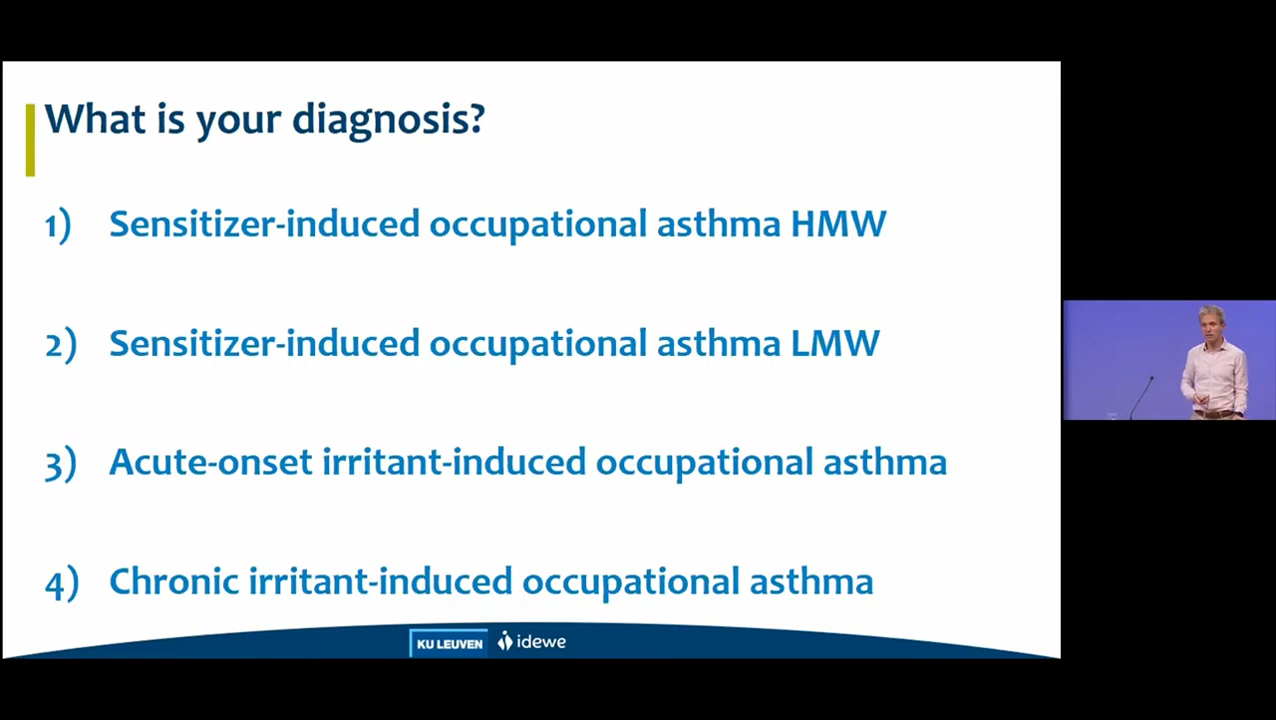 What is your diagnosis?
1) Sensitizer-induced occupational asthma HMW
2) Sensitizer-induced occupational asthma LMW
3) Acute-onset irritant-induced occupational asthma
4) Chronic irritant-induced occupational asthma
KU LEUVEN idewe